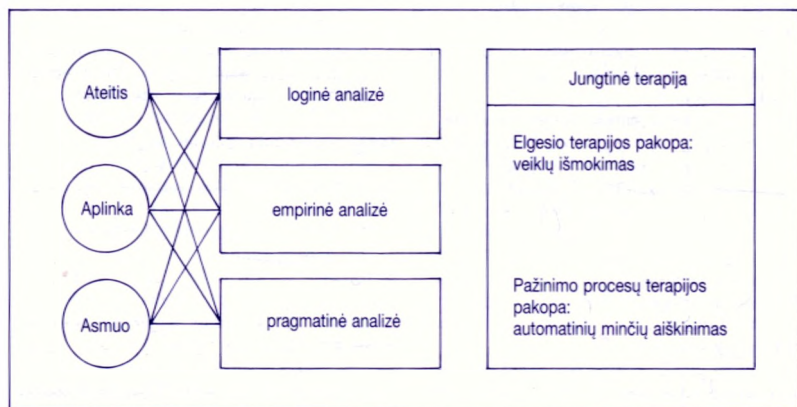 Ateitis
Aplinka
Asmuo
loginė analizė
empirinė analizė
pragmatinė analizė
Jungtinė terapija
Elgesio terapijos pakopa:
veiklų išmokimas
Pažinimo procesų terapijos
pakopa:
automatinių minčių aiškinimas